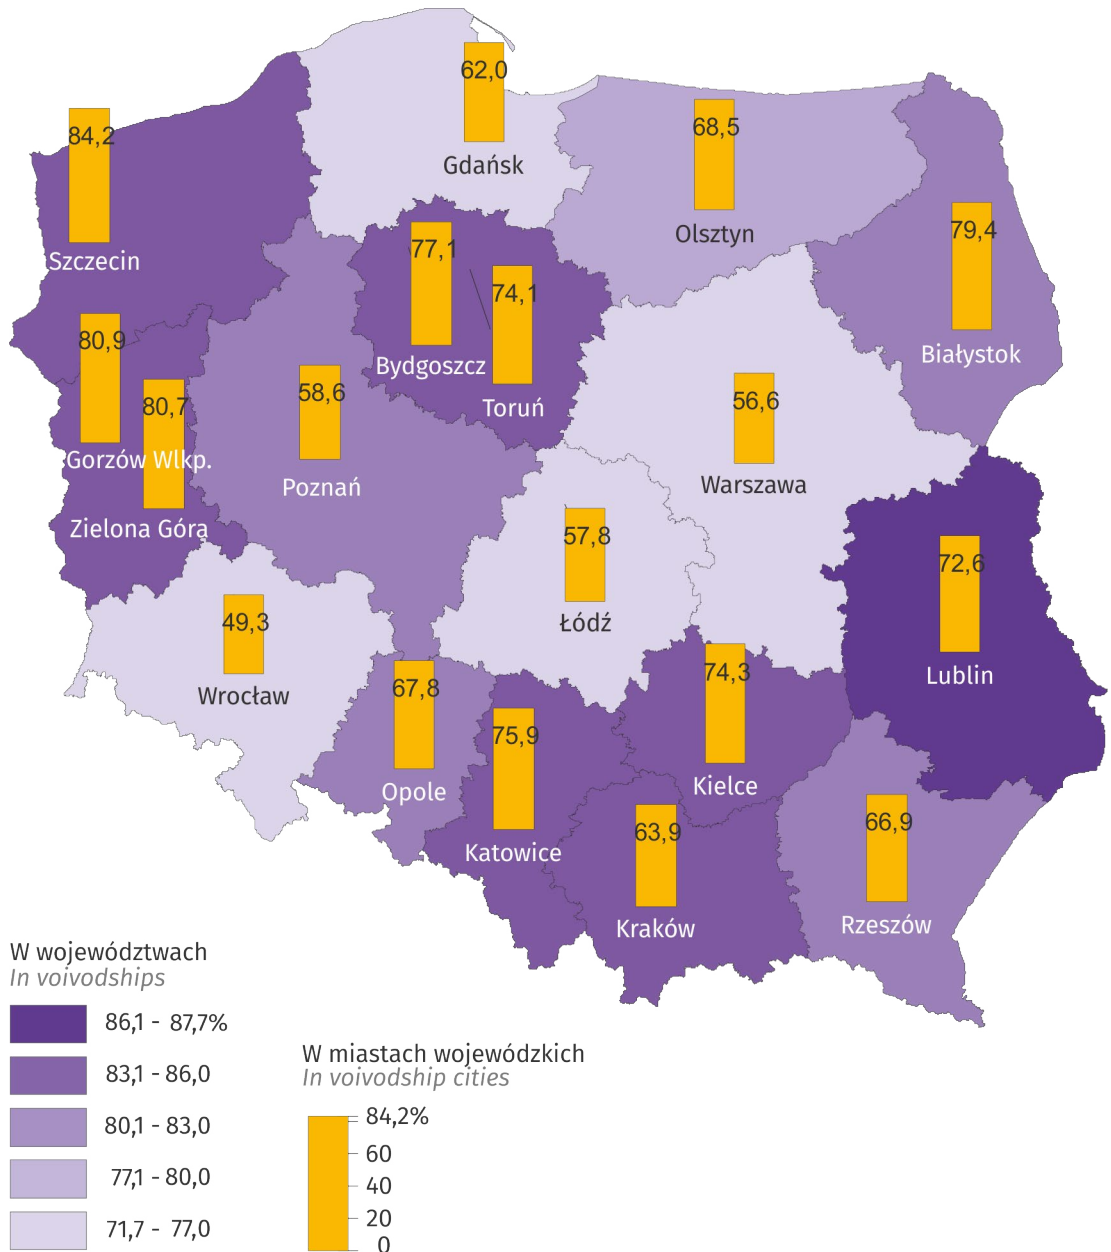 62,0
Gdańsk
84,2
Szczecin
68,5
Olsztyn
79,4
Białystok
77,1
Bydgoszcz
74,1
Toruń
80,9
Gorzów Wlkp.
80,7
Zielona Góra
58,6
Poznań
56,6
Warszawa
57,8
Łódź
72,6
Lublin
49,3
Wrocław
67,8
Opole
75,9
Katowice
74,3
Kielce
63,9
Kraków
66,9
Rzeszów
W województwach
In voivodships
86,1 - 87,7%
83,1 - 86,0
80,1 - 83,0
77,1 - 80,0
71,7 - 77,0
W miastach wojewódzkich
In voivodship cities
84,2%
60
40
20
0